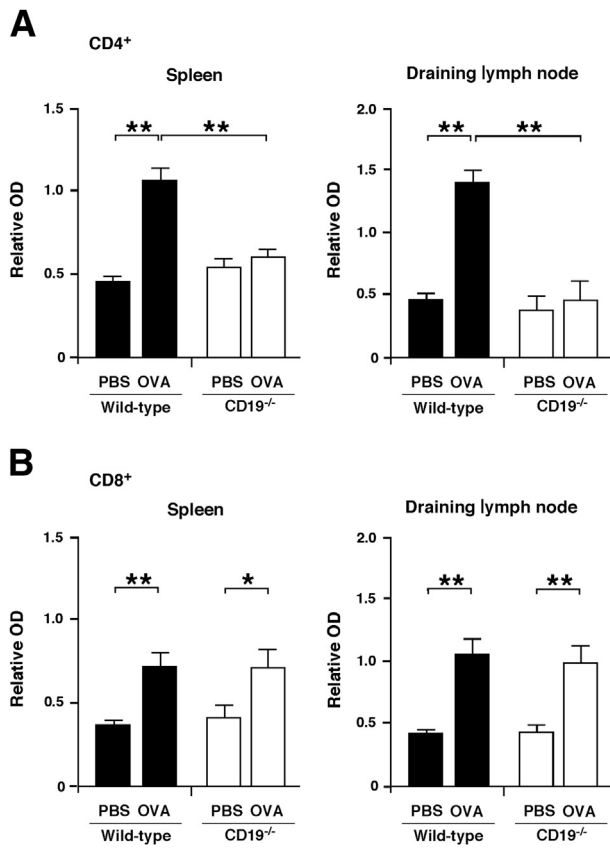 A
CD4+
Spleen
Draining lymph node
Relative OD
1.5
1.0
0.5
0
** **
PBS OVA PBS OVA
Wild-type CD19-/-
Relative OD
2.0
1.5
1.0
0.5
0
** **
PBS OVA PBS OVA
Wild-type CD19-/-
B
CD8+
Spleen
Draining lymph node
Relative OD
1.5
1.0
0.5
0
** *
PBS OVA PBS OVA
Wild-type CD19-/-
Relative OD
2.0
1.5
1.0
0.5
0
** **
PBS OVA PBS OVA
Wild-type CD19-/-